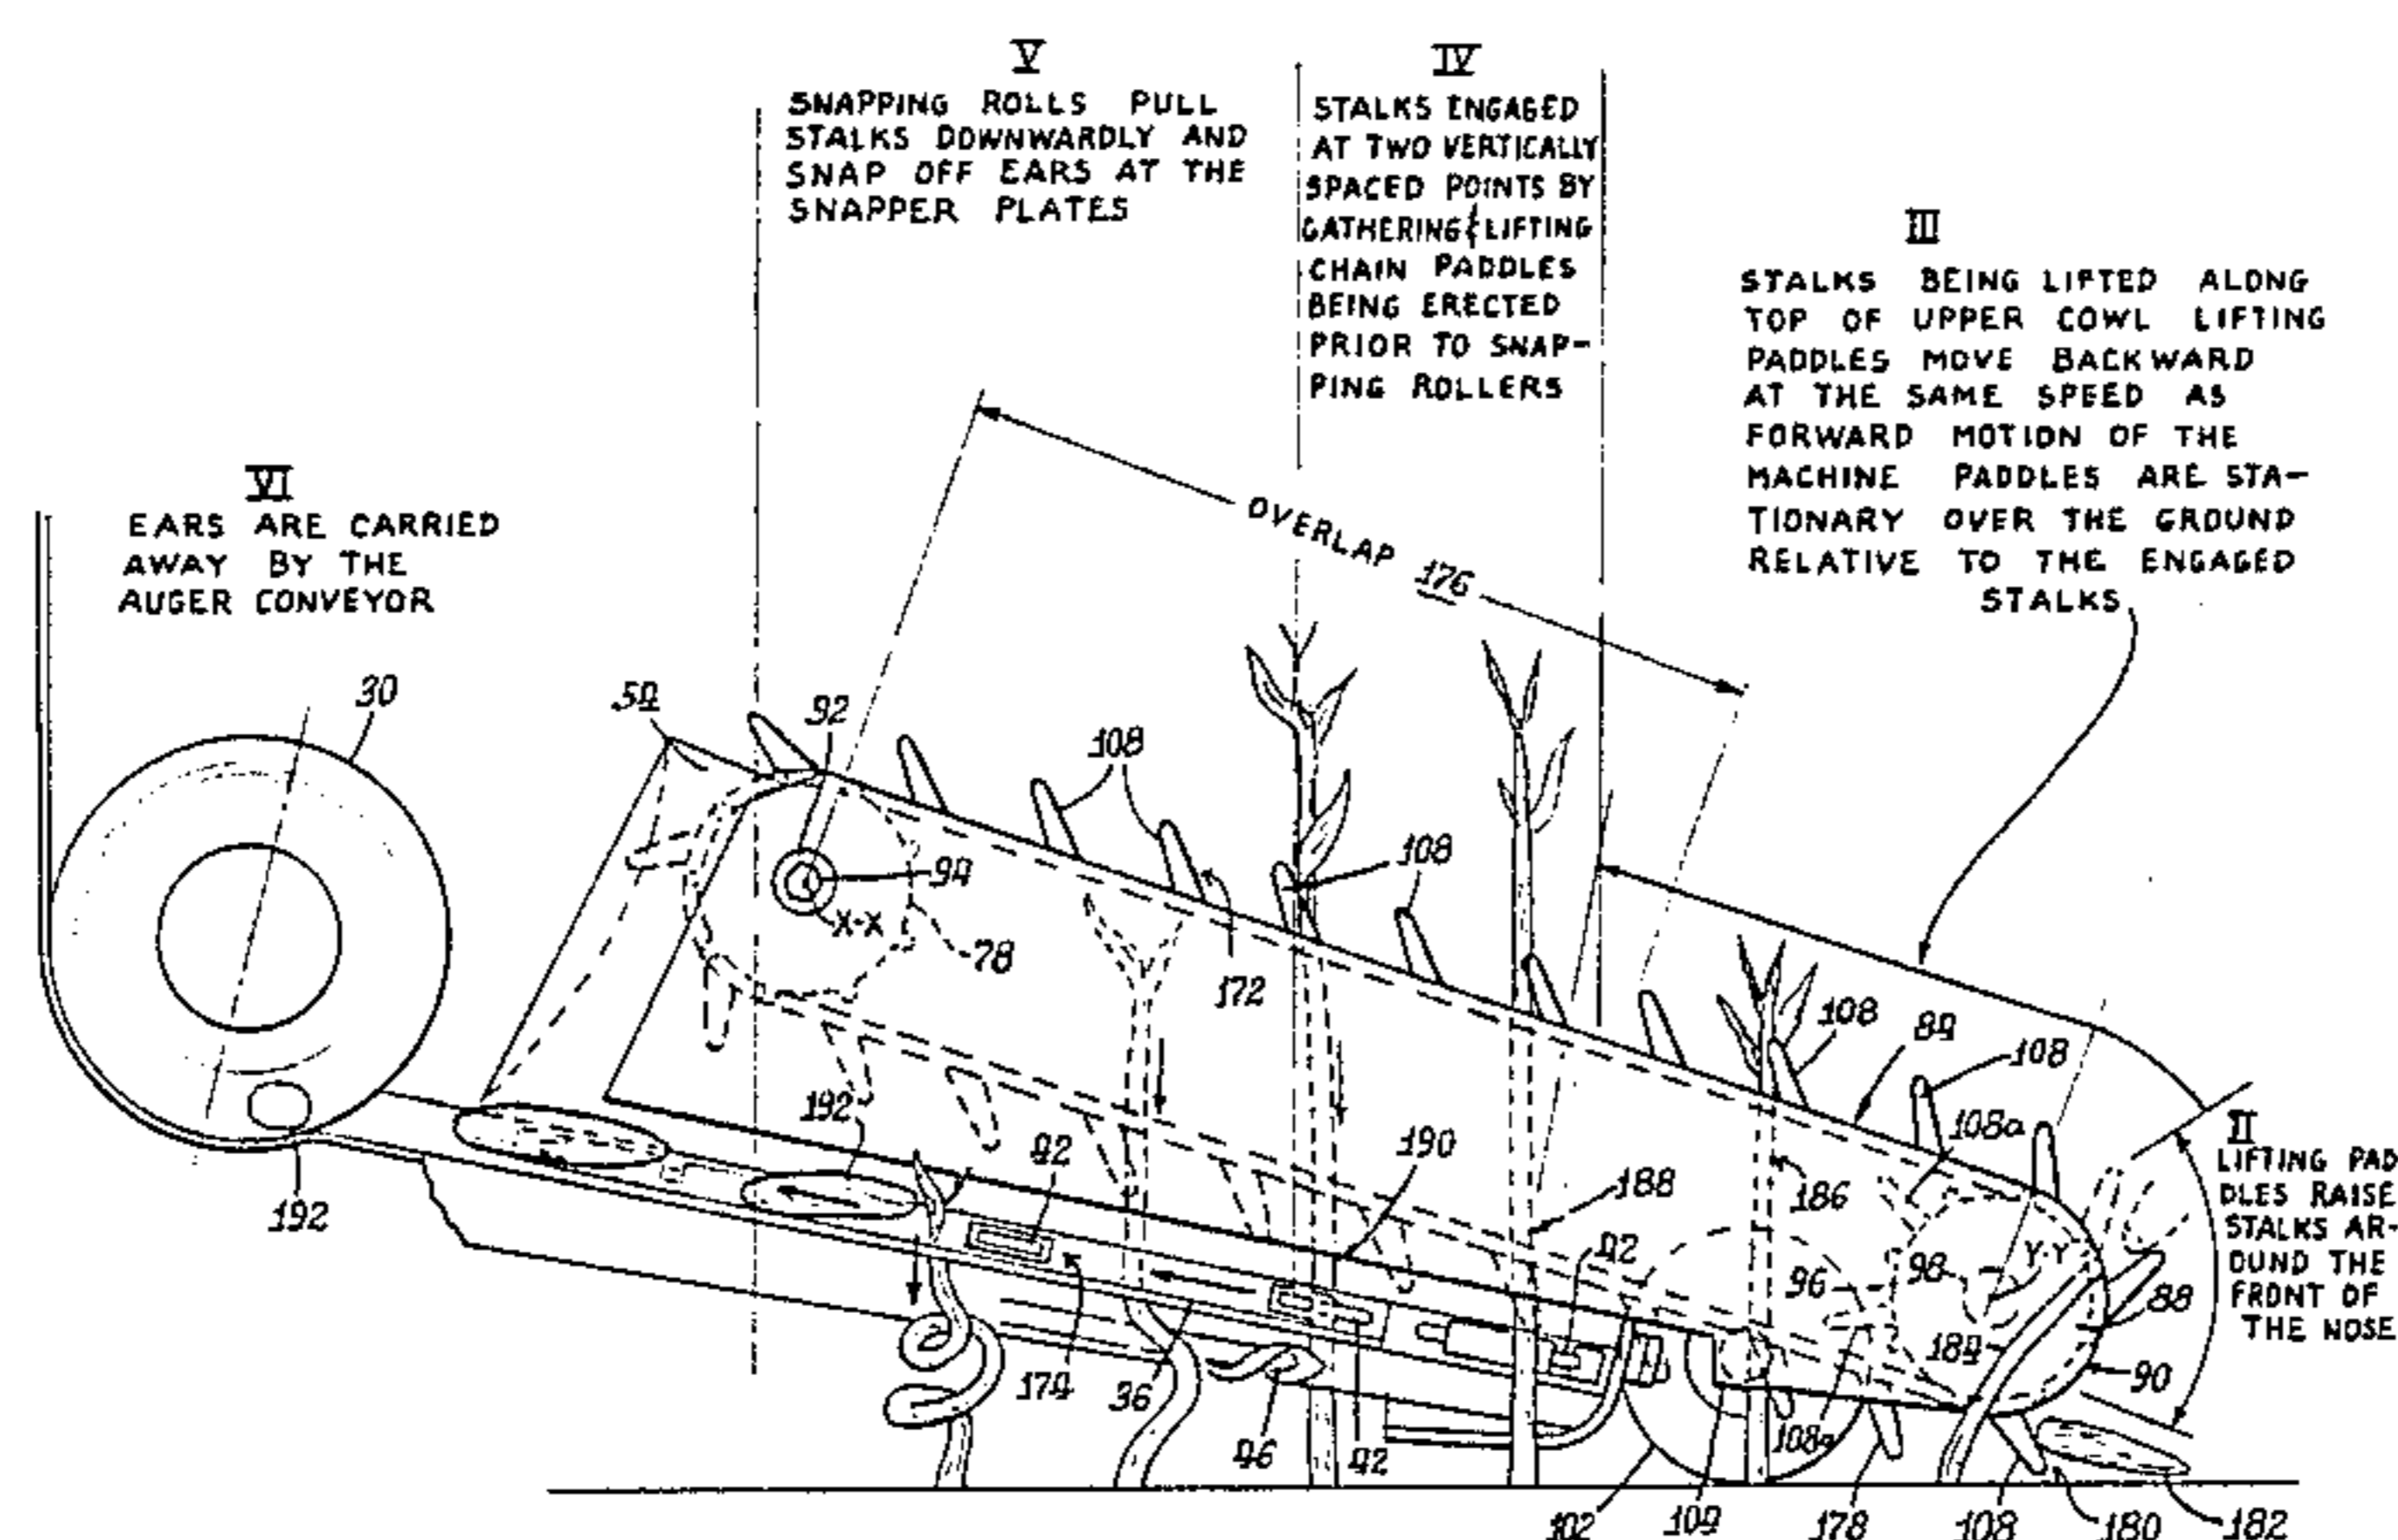 V
SNAPPING ROLLS PULL
STALKS DOWNWARDLY AND
SNAP OFF EARS AT THE
SNAPPER PLATES
IV
STALKS ENGAGED
AT TWO VERTICALLY
SPACED POINTS BY
GATHERING & LIFTING
CHAIN PADDLES
BEING ERECTED
PRIOR TO SNAP-
PING ROLLERS
III
STALKS BEING LIFTED ALONG
TOP OF UPPER COWL LIFTING
PADDLES MOVE BACKWARD
AT THE SAME SPEED AS
FORWARD MOTION OF THE
MACHINE PADDLES ARE STA-
TIONARY OVER THE GROUND
RELATIVE TO THE ENGAGED
STALKS
VI
EARS ARE CARRIED
AWAY BY THE
AUGER CONVEYOR
OVERLAP 176
30
54
92
108
108
94
X-X
78
172
108
84
108
108a
II
LIFTING PAD
DLES RAISE
STALKS AR-
OUND THE
FRONT OF
THE NOSE
192
42
190
188
186
42
96
98
Y-Y
88
184
90
192
174
36
46
42
108a
102
104
178
108
180
182